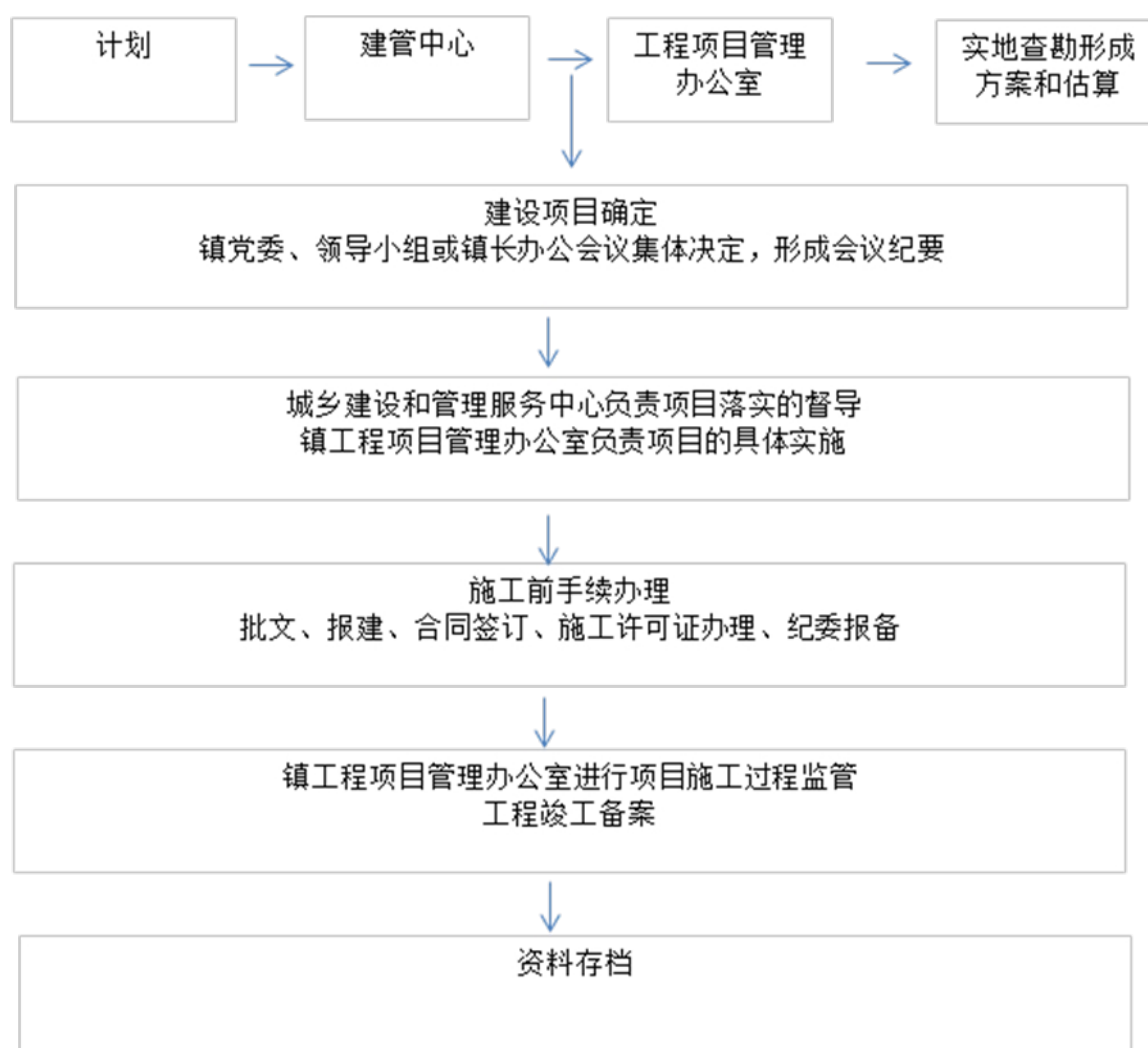 计划
建管中心
工程项目管理
办公室
实地查勘形成
方案和估算
建设项目确定
镇党委、领导小组或镇长办公会议集体决定，形成会议纪要
城乡建设和管理服务中心负责项目落实的督导
镇工程项目管理办公室负责项目的具体实施
施工前手续办理
批文、报建、合同签订、施工许可证办理、纪委报备
镇工程项目管理办公室进行项目施工过程监管
工程竣工备案
资料存档